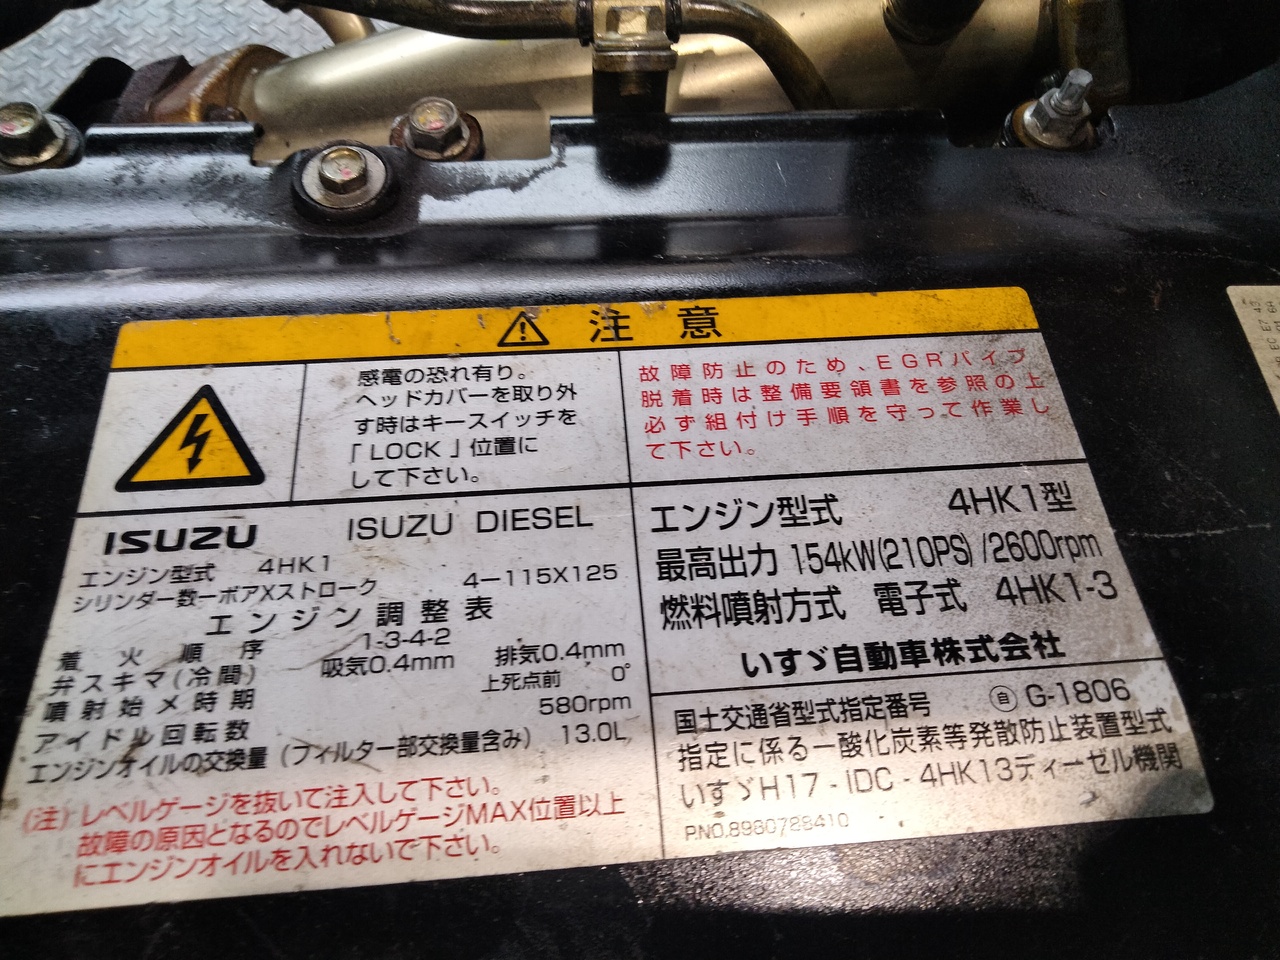 注意
感電の恐れ有り。
ヘッドカバーを取り外
す時はキースイッチを
「LOCK」位置に
して下さい。
故障防止のため、EGRパイプ
脱着時は整備要領書を参照の上
必ず組付け手順を守って作業し
て下さい。
ISUZU ISUZU DIESEL
エンジン型式 4HK1
シリンダー数ーボアXストローク 4-115X125
エンジン調整表
着火順序 1-3-4-2
弁スキマ(冷間) 吸気0.4mm 排気0.4mm
噴射始メ時期 上死点前 0°
アイドル回転数 580rpm
エンジンオイルの交換量(フィルター部交換量含み) 13.0L
(注)レベルゲージを抜いて注入して下さい。
故障の原因となるのでレベルゲージMAX位置以上
にエンジンオイルを入れないで下さい。
エンジン型式 4HK1型
最高出力 154kW(210PS)/2600rpm
燃料噴射方式 電子式 4HK1-3
いすゞ自動車株式会社
国土交通省型式指定番号 自 G-1806
指定に係る一酸化炭素等発散防止装置型式
いすゞH17-IDC-4HK13ディーゼル機関
P.NO.8980728410